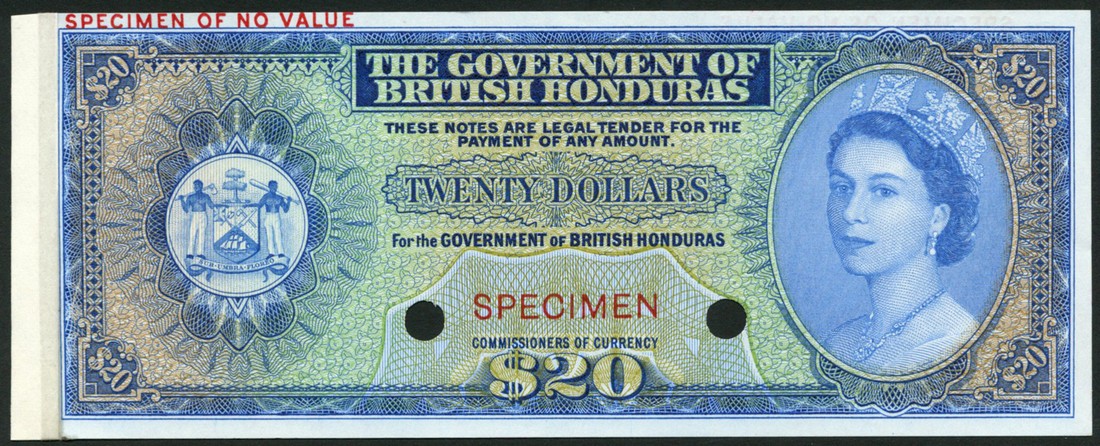 SPECIMEN OF NO VALUE
$20
$20
THE GOVERNMENT OF
BRITISH HONDURAS
THESE NOTES ARE LEGAL TENDER FOR THE
PAYMENT OF ANY AMOUNT.
TWENTY DOLLARS
For the GOVERNMENT OF BRITISH HONDURAS
SUB·UMBRA·FLOREO
SPECIMEN
COMMISSIONERS OF CURRENCY
$20
$20
$20